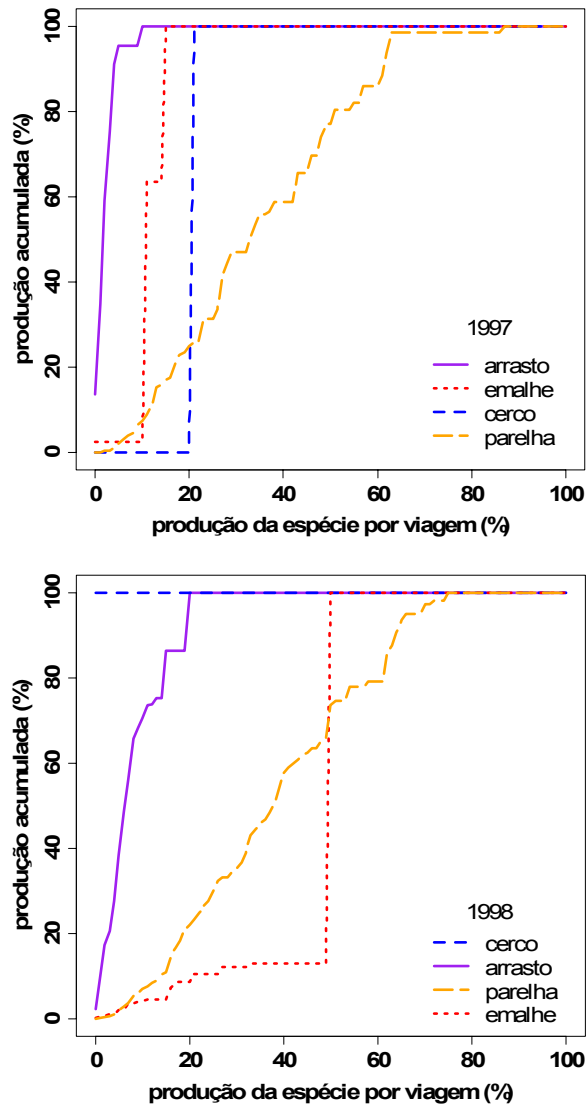 100
80
60
40
20
0
produção acumulada (%)
1997
arrasto
emalhe
cerco
parelha
0 20 40 60 80 100
produção da espécie por viagem (%)
100
80
60
40
20
0
produção acumulada (%)
1998
cerco
arrasto
parelha
emalhe
0 20 40 60 80 100
produção da espécie por viagem (%)